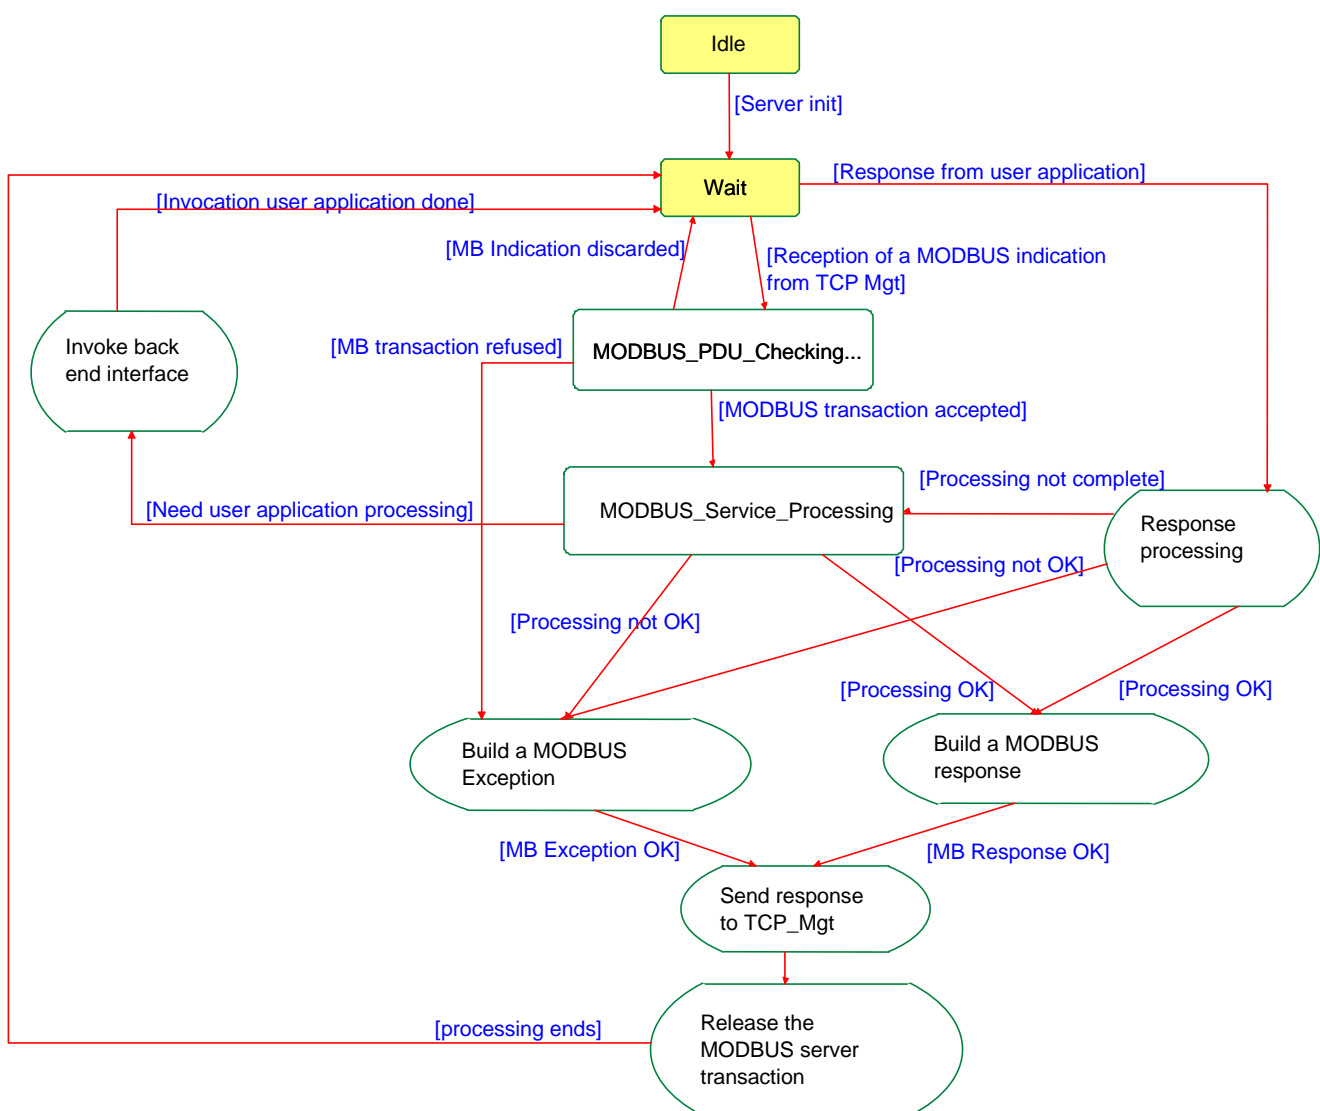 Idle
[Server init]
Wait
[Response from user application]
[Invocation user application done]
[MB Indication discarded]
[Reception of a MODBUS indication
from TCP Mgt]
Invoke back
end interface
[MB transaction refused]
MODBUS_PDU_Checking...
[MODBUS transaction accepted]
[Processing not complete]
[Need user application processing]
MODBUS_Service_Processing
Response
processing
[Processing not OK]
[Processing not OK]
[Processing OK]
[Processing OK]
Build a MODBUS
Exception
Build a MODBUS
response
[MB Exception OK]
[MB Response OK]
Send response
to TCP_Mgt
[processing ends]
Release the
MODBUS server
transaction